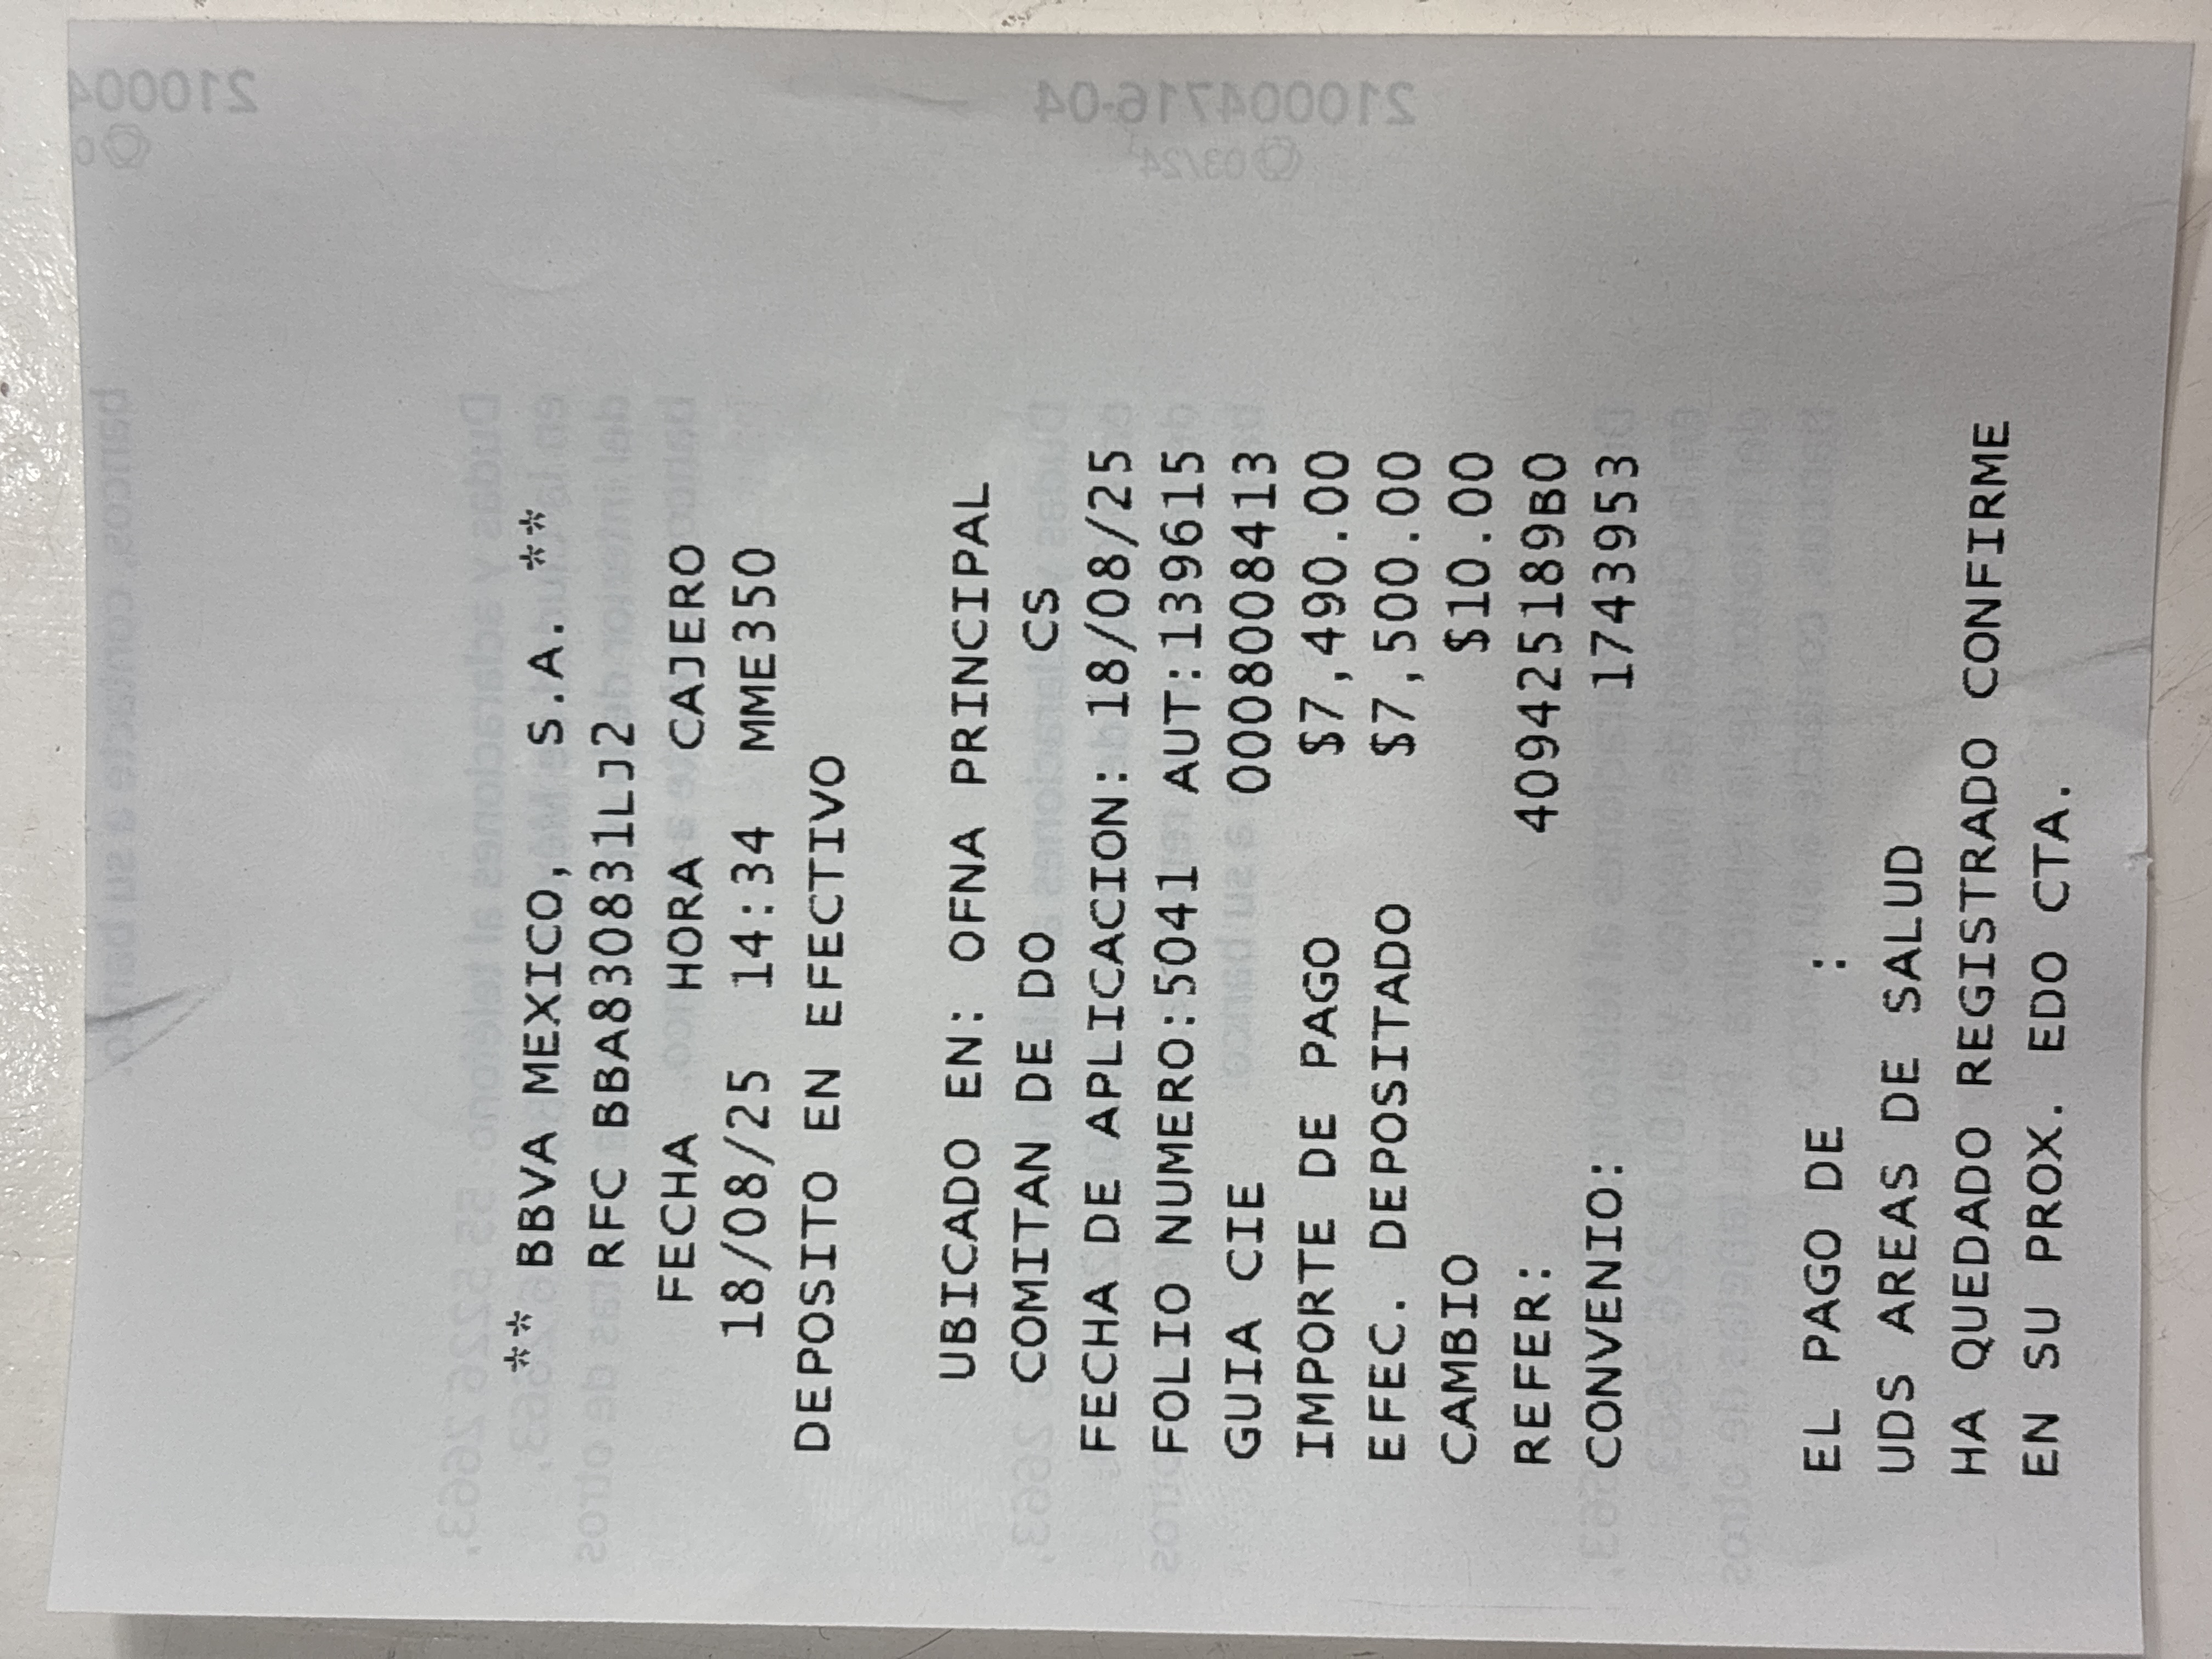 ** BBVA MEXICO, S.A. **
RFC BBA830831LJ2
FECHA HORA CAJERO
18/08/25 14:34 MME350
DEPOSITO EN EFECTIVO
UBICADO EN: OFNA PRINCIPAL
COMITAN DE DO CS
FECHA DE APLICACION: 18/08/25
FOLIO NUMERO:5041 AUT:139615
GUIA CIE 0008008413
IMPORTE DE PAGO $7,490.00
EFEC. DEPOSITADO $7,500.00
CAMBIO $10.00
REFER: 409425189B0
CONVENIO: 1743953
EL PAGO DE :
UDS AREAS DE SALUD
HA QUEDADO REGISTRADO CONFIRME
EN SU PROX. EDO CTA.
210004716-04
03/24